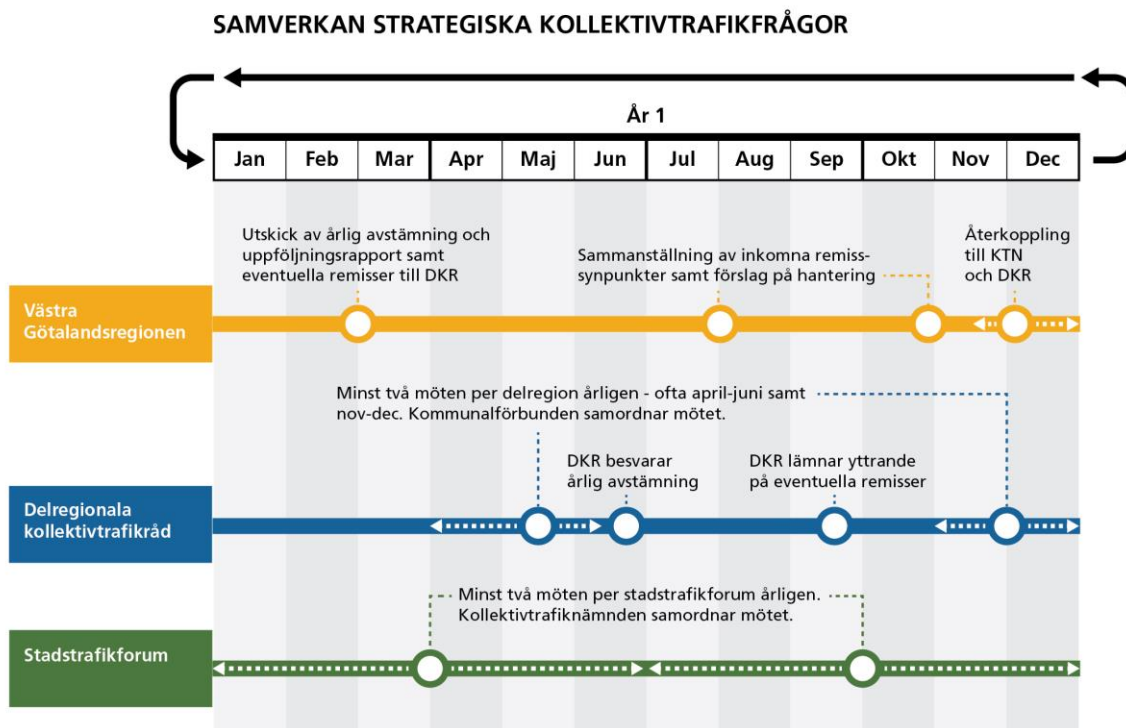 SAMVERKAN STRATEGISKA KOLLEKTIVTRAFIKFRÅGOR
År 1
Jan Feb Mar Apr Maj Jun Jul Aug Sep Okt Nov Dec
Utskick av årlig avstämning och
uppföljningsrapport samt
eventuella remisser till DKR
Sammanställning av inkomna remiss-
synpunkter samt förslag på hantering
Återkoppling
till KTN
och DKR
Västra
Götalandsregionen
Minst två möten per delregion årligen - ofta april-juni samt
nov-dec. Kommunalförbunden samordnar mötet.
DKR besvarar
årlig avstämning
DKR lämnar yttrande
på eventuella remisser
Delregionala
kollektivtrafikråd
Minst två möten per stadstrafikforum årligen.
Kollektivtrafiknämnden samordnar mötet.
Stadstrafikforum